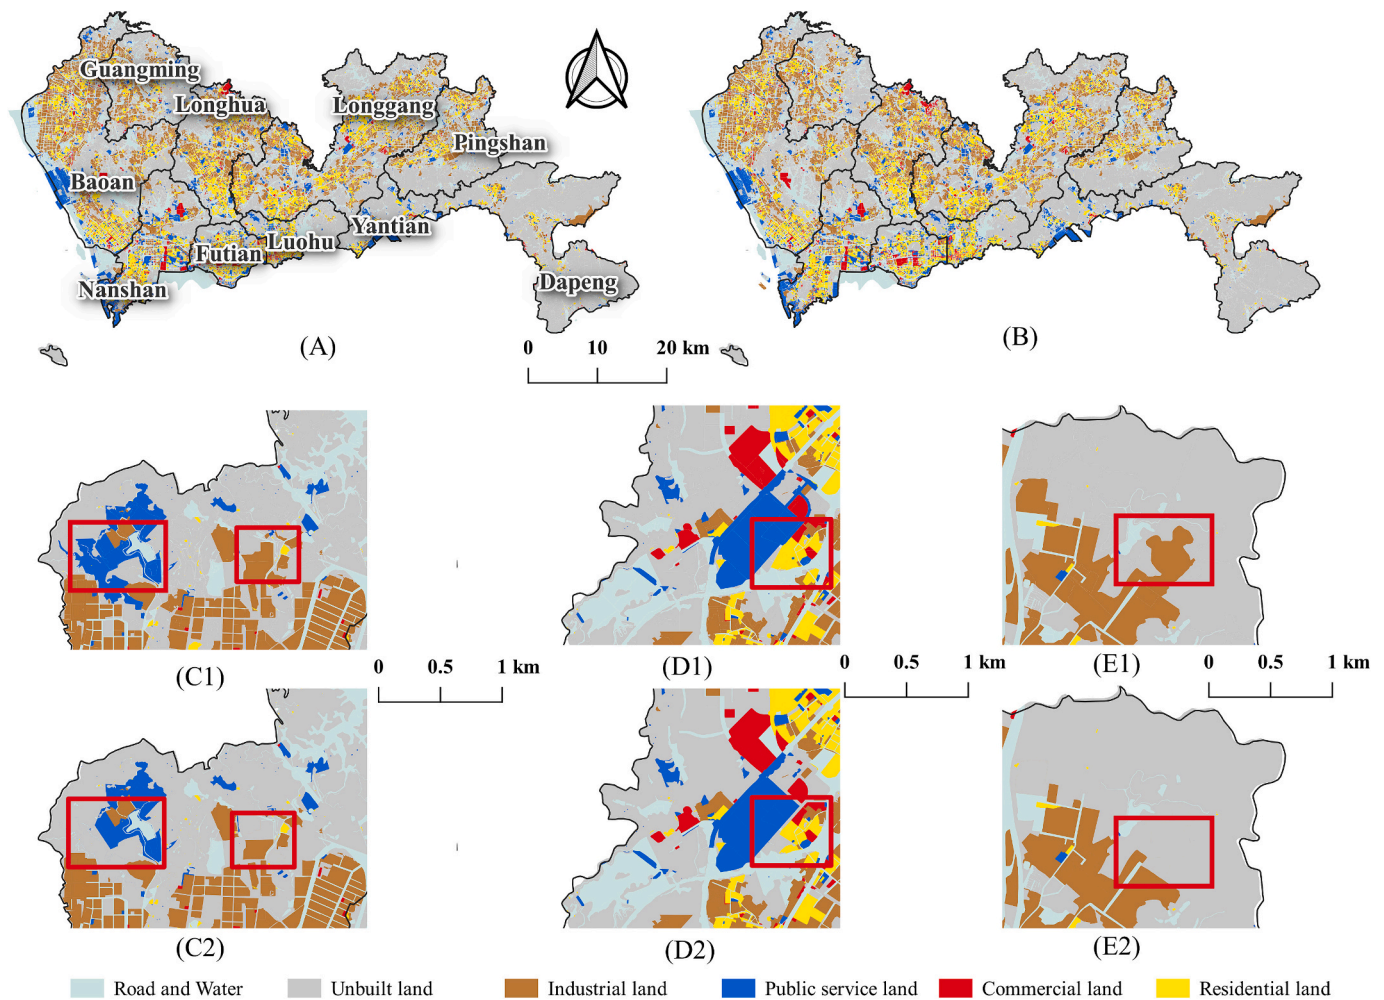 Guangming
Longhua
Longgang
Pingshan
Baoan
Yantian
Luohu
Futian
Nanshan
Dapeng
(A)
(B)
0 10 20 km
(C1)
(D1)
(E1)
0 0.5 1 km
0 0.5 1 km
0 0.5 1 km
(C2)
(D2)
(E2)
Road and Water
Unbuilt land
Industrial land
Public service land
Commercial land
Residential land